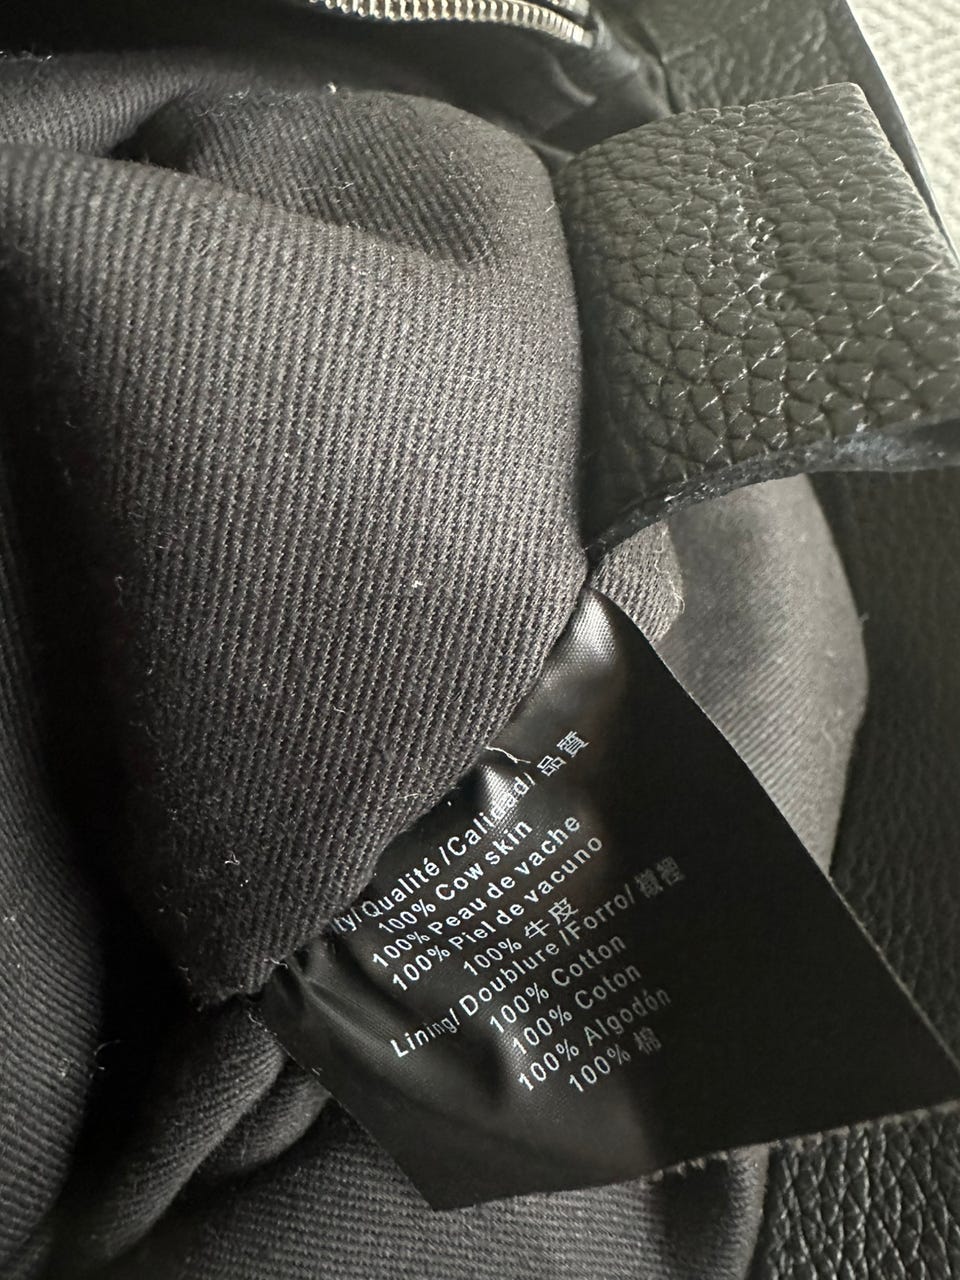 ity/Qualité /Calidad/ 品質
100% Cow skin
100% Peau de vache
100% Piel de vacuno
100% 牛皮
Lining/ Doublure /Forro/ 裡
100% Cotton
100% Coton
100% Algodón
100% 棉